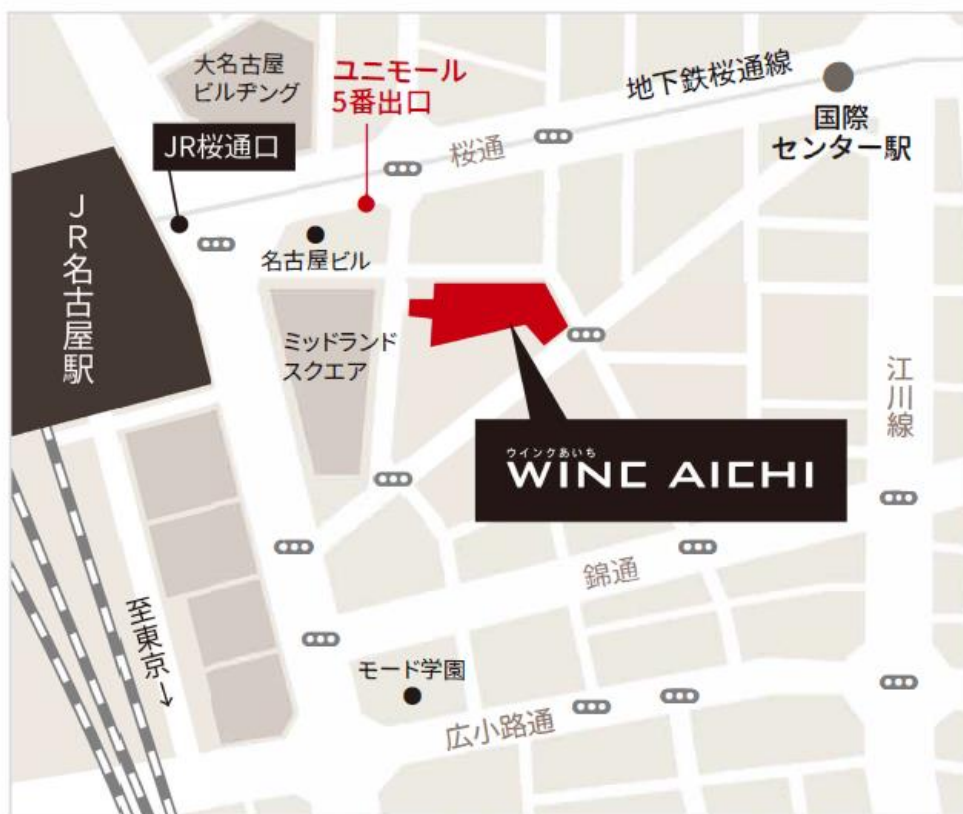 大名古屋
ビルヂング
ユニモール
5番出口
地下鉄桜通線
国際
センター駅
JR桜通口
桜通
JR名古屋駅
名古屋ビル
ミッドランド
スクエア
江川線
ウインクあいち
WINC AICHI
錦通
至東京→
モード学園
広小路通